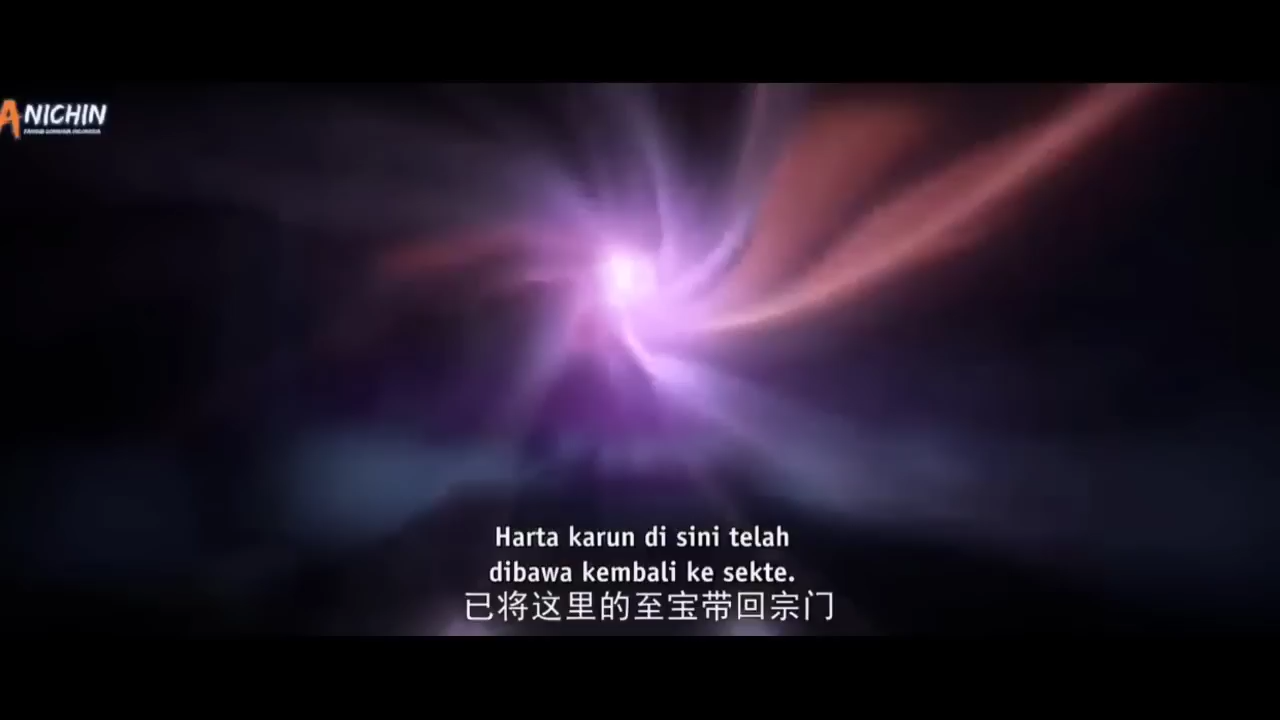 ANICHIN
Harta karun di sini telah
dibawa kembali ke sekte.
已将这里的至宝带回宗门